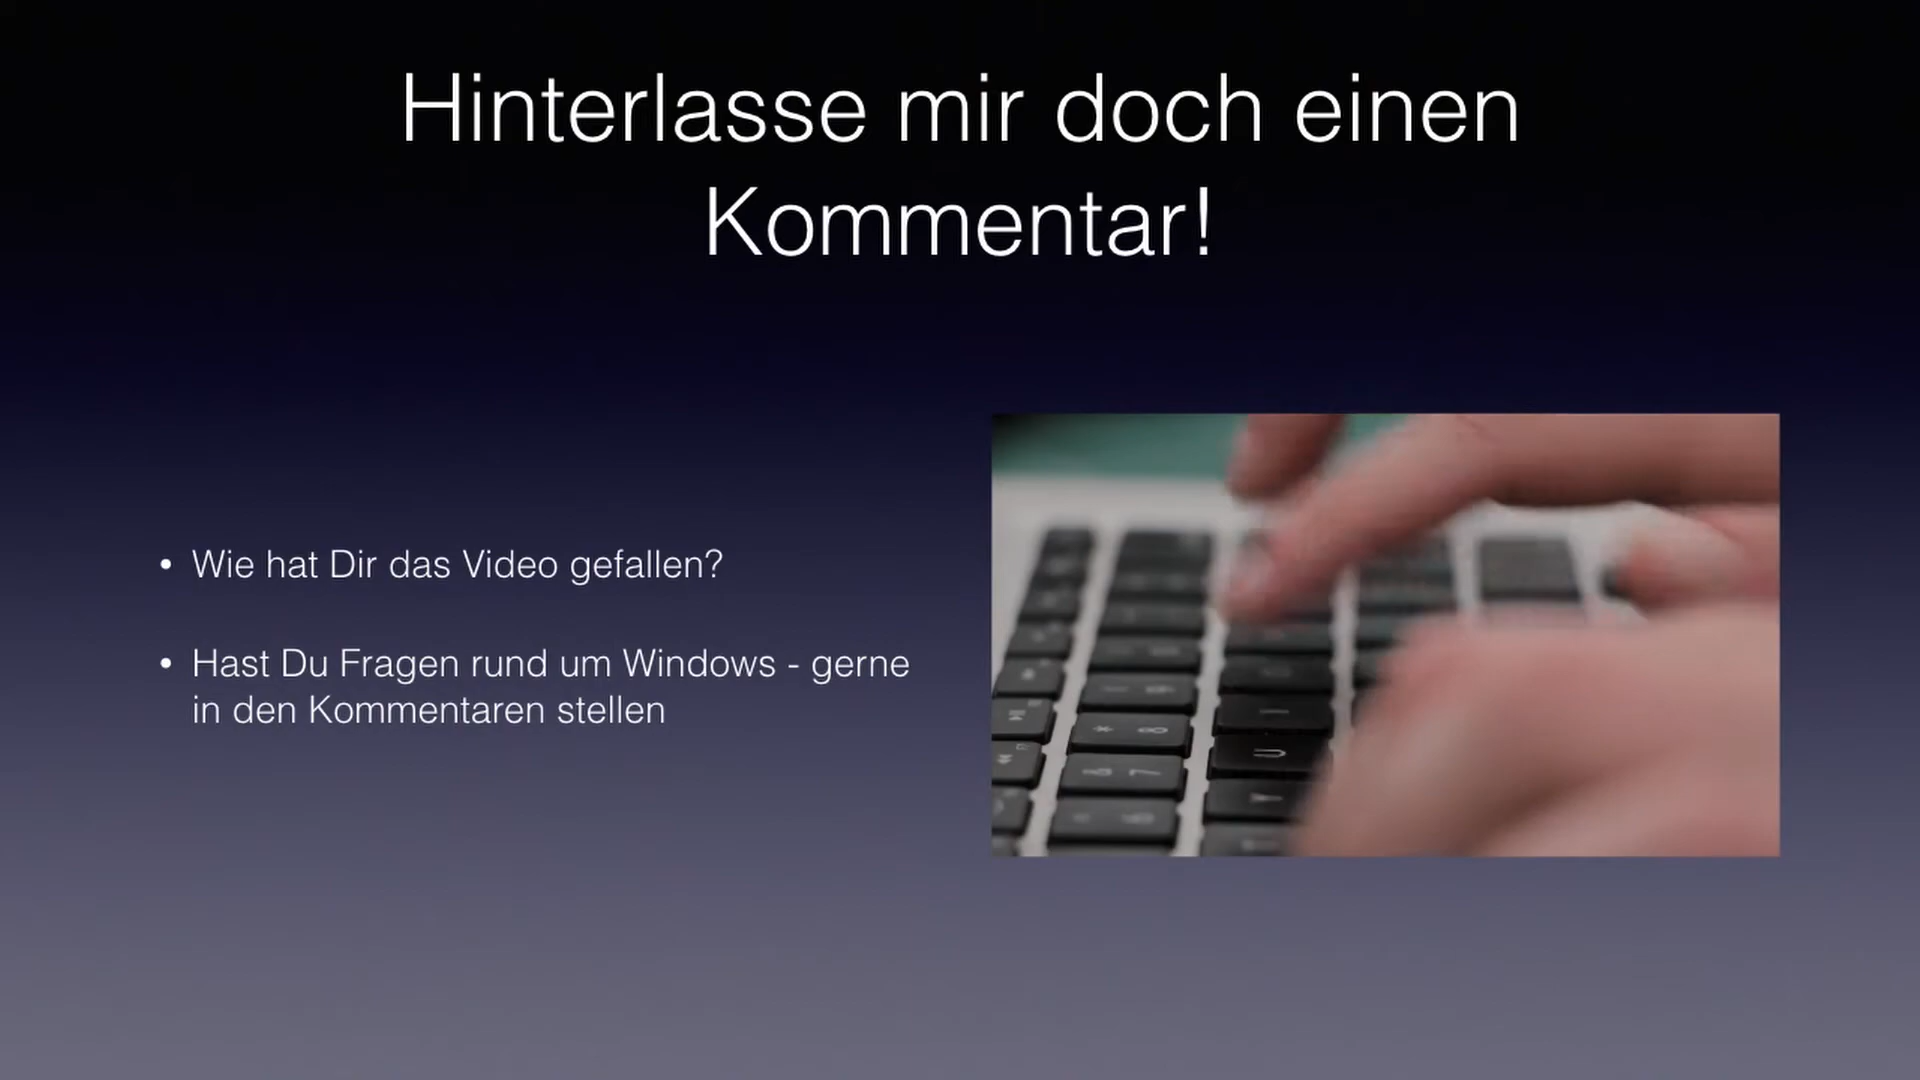 Hinterlasse mir doch einen
Kommentar!
• Wie hat Dir das Video gefallen?
• Hast Du Fragen rund um Windows - gerne
in den Kommentaren stellen